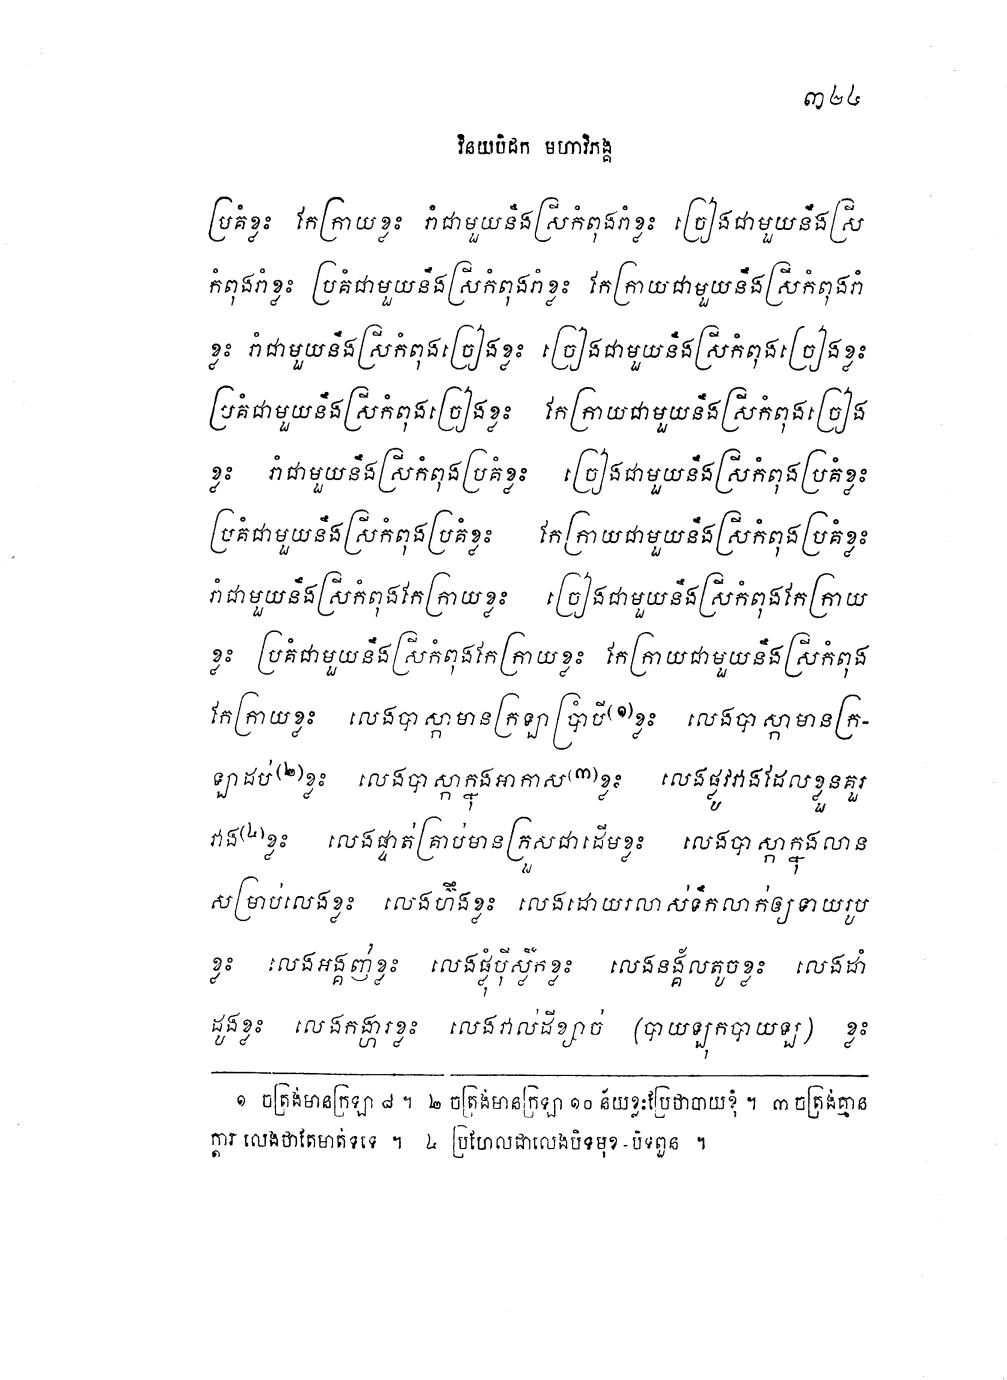 ៣២៤
វិនយបិដក មហាវិភង្គ
ប្រគំខ្លះ កែក្រាយខ្លះ រាំជាមួយនឹងស្រីកំពុងរាំខ្លះ ច្រៀងជាមួយនឹងស្រី
កំពុងរាំខ្លះ ប្រគំជាមួយនឹងស្រីកំពុងរាំខ្លះ កែក្រាយជាមួយនឹងស្រីកំពុងរាំ
ខ្លះ រាំជាមួយនឹងស្រីកំពុងច្រៀងខ្លះ ច្រៀងជាមួយនឹងស្រីកំពុងច្រៀងខ្លះ
ប្រគំជាមួយនឹងស្រីកំពុងច្រៀងខ្លះ កែក្រាយជាមួយនឹងស្រីកំពុងច្រៀង
ខ្លះ រាំជាមួយនឹងស្រីកំពុងប្រគំខ្លះ ច្រៀងជាមួយនឹងស្រីកំពុងប្រគំខ្លះ
ប្រគំជាមួយនឹងស្រីកំពុងប្រគំខ្លះ កែក្រាយជាមួយនឹងស្រីកំពុងប្រគំខ្លះ
រាំជាមួយនឹងស្រីកំពុងកែក្រាយខ្លះ ច្រៀងជាមួយនឹងស្រីកំពុងកែក្រាយ
ខ្លះ ប្រគំជាមួយនឹងស្រីកំពុងកែក្រាយខ្លះ កែក្រាយជាមួយនឹងស្រីកំពុង
កែក្រាយខ្លះ លេងបាស្កាមានក្រឡាប្រាំបី(១)ខ្លះ លេងបាស្កាមានក្រ-
ឡាដប់(២)ខ្លះ លេងបាស្កាក្នុងអាកាស(៣)ខ្លះ លេងផ្លូវវាងដែលខ្លួនគួរ
វាង(៤)ខ្លះ លេងផ្ទាត់គ្រាប់មានគ្រួសជាដើមខ្លះ លេងបាស្កាក្នុងលាន
សម្រាប់លេងខ្លះ លេងហ៊ឹងខ្លះ លេងដោយរលាស់ទឹកលាក់ឲ្យទាយរូប
ខ្លះ លេងអង្គញ់ខ្លះ លេងផ្លុំប៉ីស្លឹកខ្លះ លេងនង្គ័លតូចខ្លះ លេងដាំ
ដូងខ្លះ លេងកង្ហារខ្លះ លេងវាល់ដីខ្សាច់ (បាយឡុកបាយឡ) ខ្លះ
១ ចត្រង់មានក្រឡា ៨ ។ ២ ចត្រង់មានក្រឡា ១០ ន័យខ្លះប្រែថាបាយខុំ ។ ៣ ចត្រង់គ្មាន
ក្តារ លេងថាតែមាត់ទទេ ។ ៤ ប្រហែលជាលេងបិទមុខ-បិទពួន ។